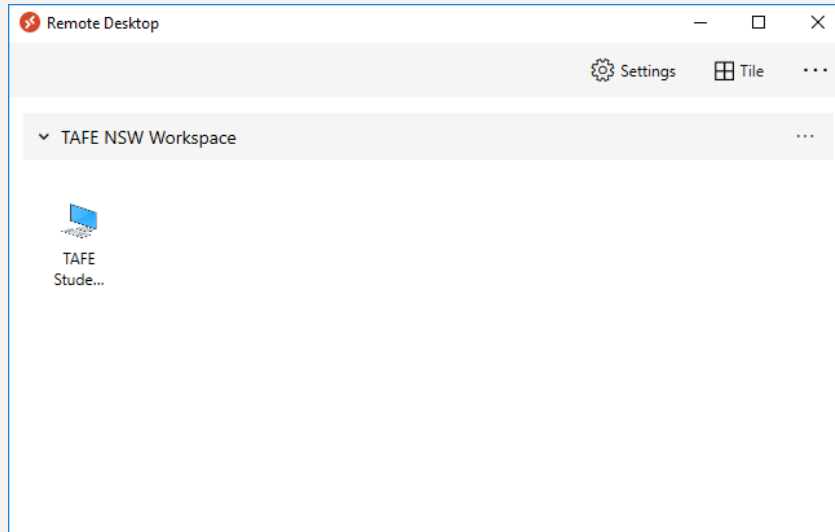 Remote Desktop
Settings Tile ...
TAFE NSW Workspace ...
TAFE
Stude...